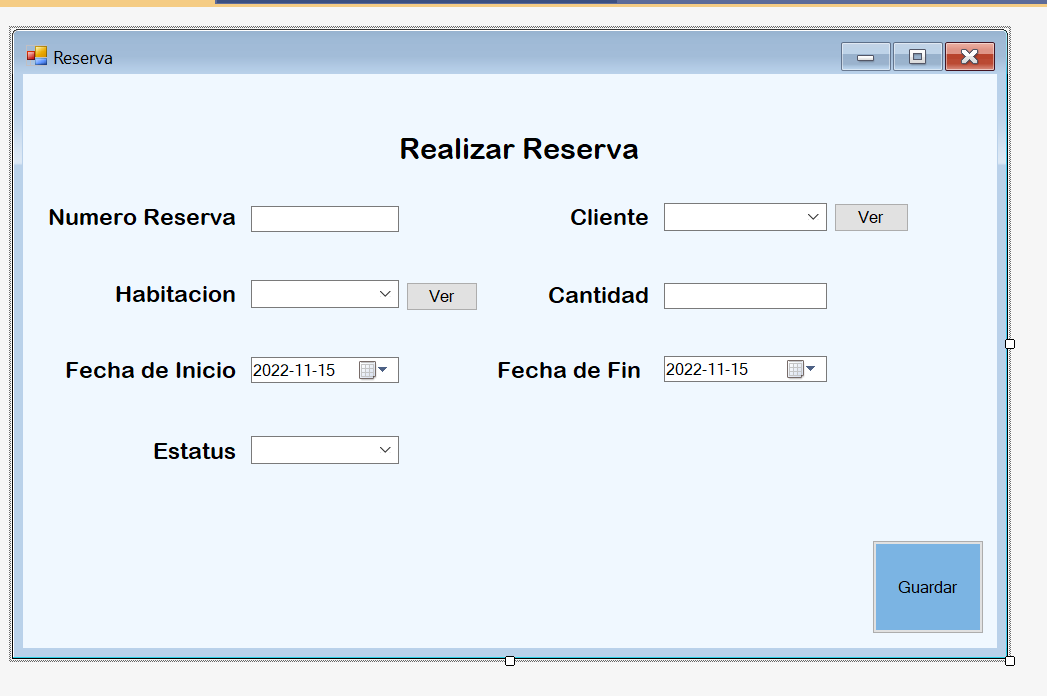 Reserva
Realizar Reserva
Numero Reserva
Cliente
Ver
Habitacion
Ver
Cantidad
Fecha de Inicio
2022-11-15
Fecha de Fin
2022-11-15
Estatus
Guardar